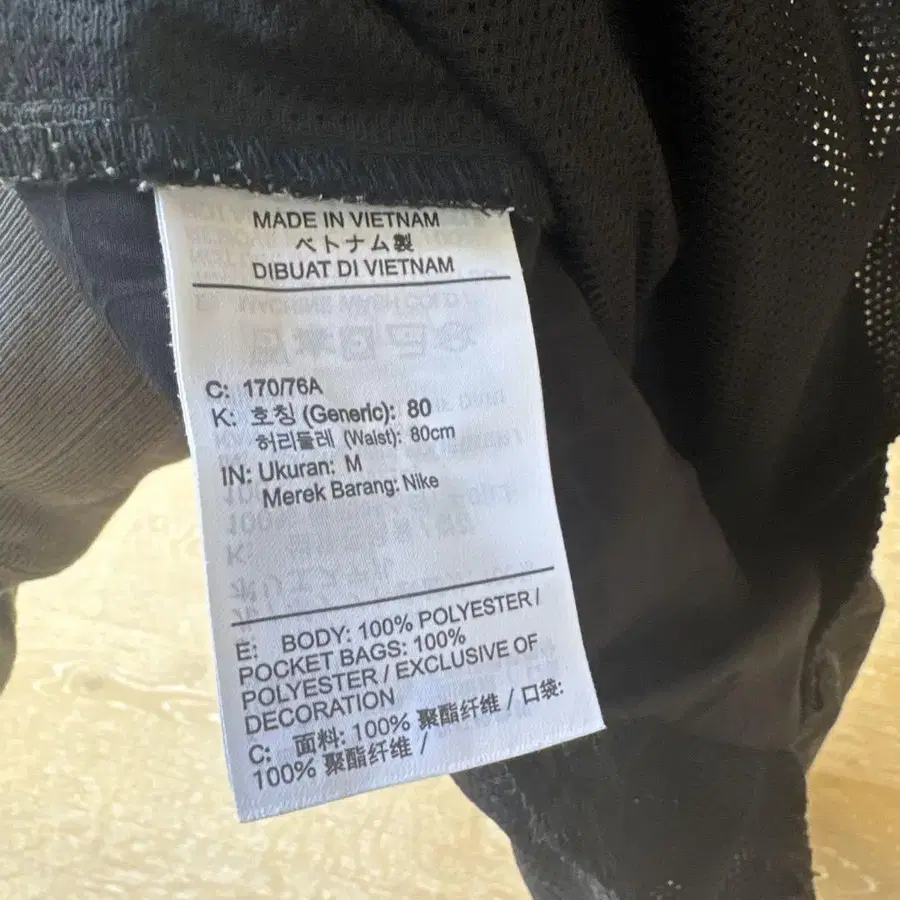 MADE IN VIETNAM
ベトナム製
DIBUAT DI VIETNAM
C: 170/76A
K: 호칭 (Generic): 80
허리둘레 (Waist): 80cm
IN: Ukuran: M
Merek Barang: Nike
E: BODY: 100% POLYESTER /
POCKET BAGS: 100%
POLYESTER / EXCLUSIVE OF
DECORATION
C: 面料: 100% 聚酯纤维 / 口袋:
100% 聚酯纤维 /